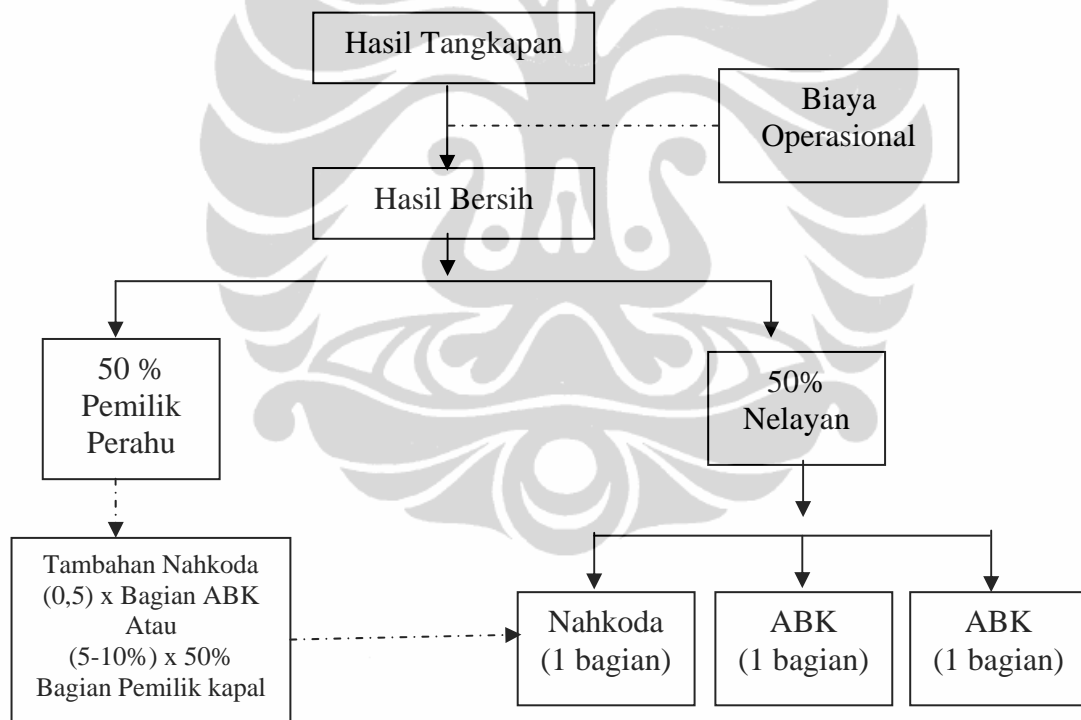 Hasil Tangkapan
Biaya
Operasional
Hasil Bersih
50 %
Pemilik
Perahu
50%
Nelayan
Tambahan Nahkoda
(0,5) x Bagian ABK
Atau
(5-10%) x 50%
Bagian Pemilik kapal
Nahkoda
(1 bagian)
ABK
(1 bagian)
ABK
(1 bagian)